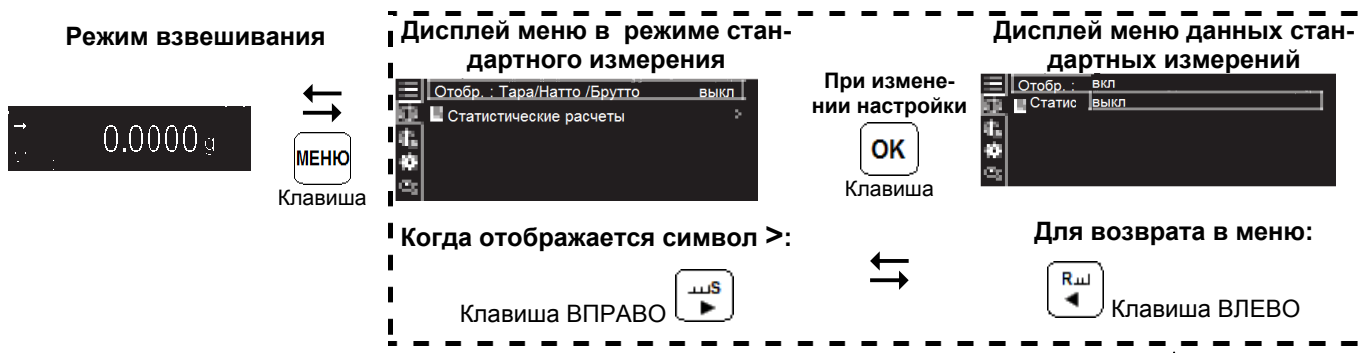 Режим взвешивания
0.0000 g
МЕНЮ
Клавиша
Дисплей меню в режиме стан-
дартного измерения
Отобр. : Тара/Натто /Брутто выкл
Статистические расчеты >
При измене-
нии настройки
OK
Клавиша
Дисплей меню данных стан-
дартных измерений
Отобр. : вкл
Статис выкл
Когда отображается символ >:
Клавиша ВПРАВО
S
Для возврата в меню:
R
Клавиша ВЛЕВО